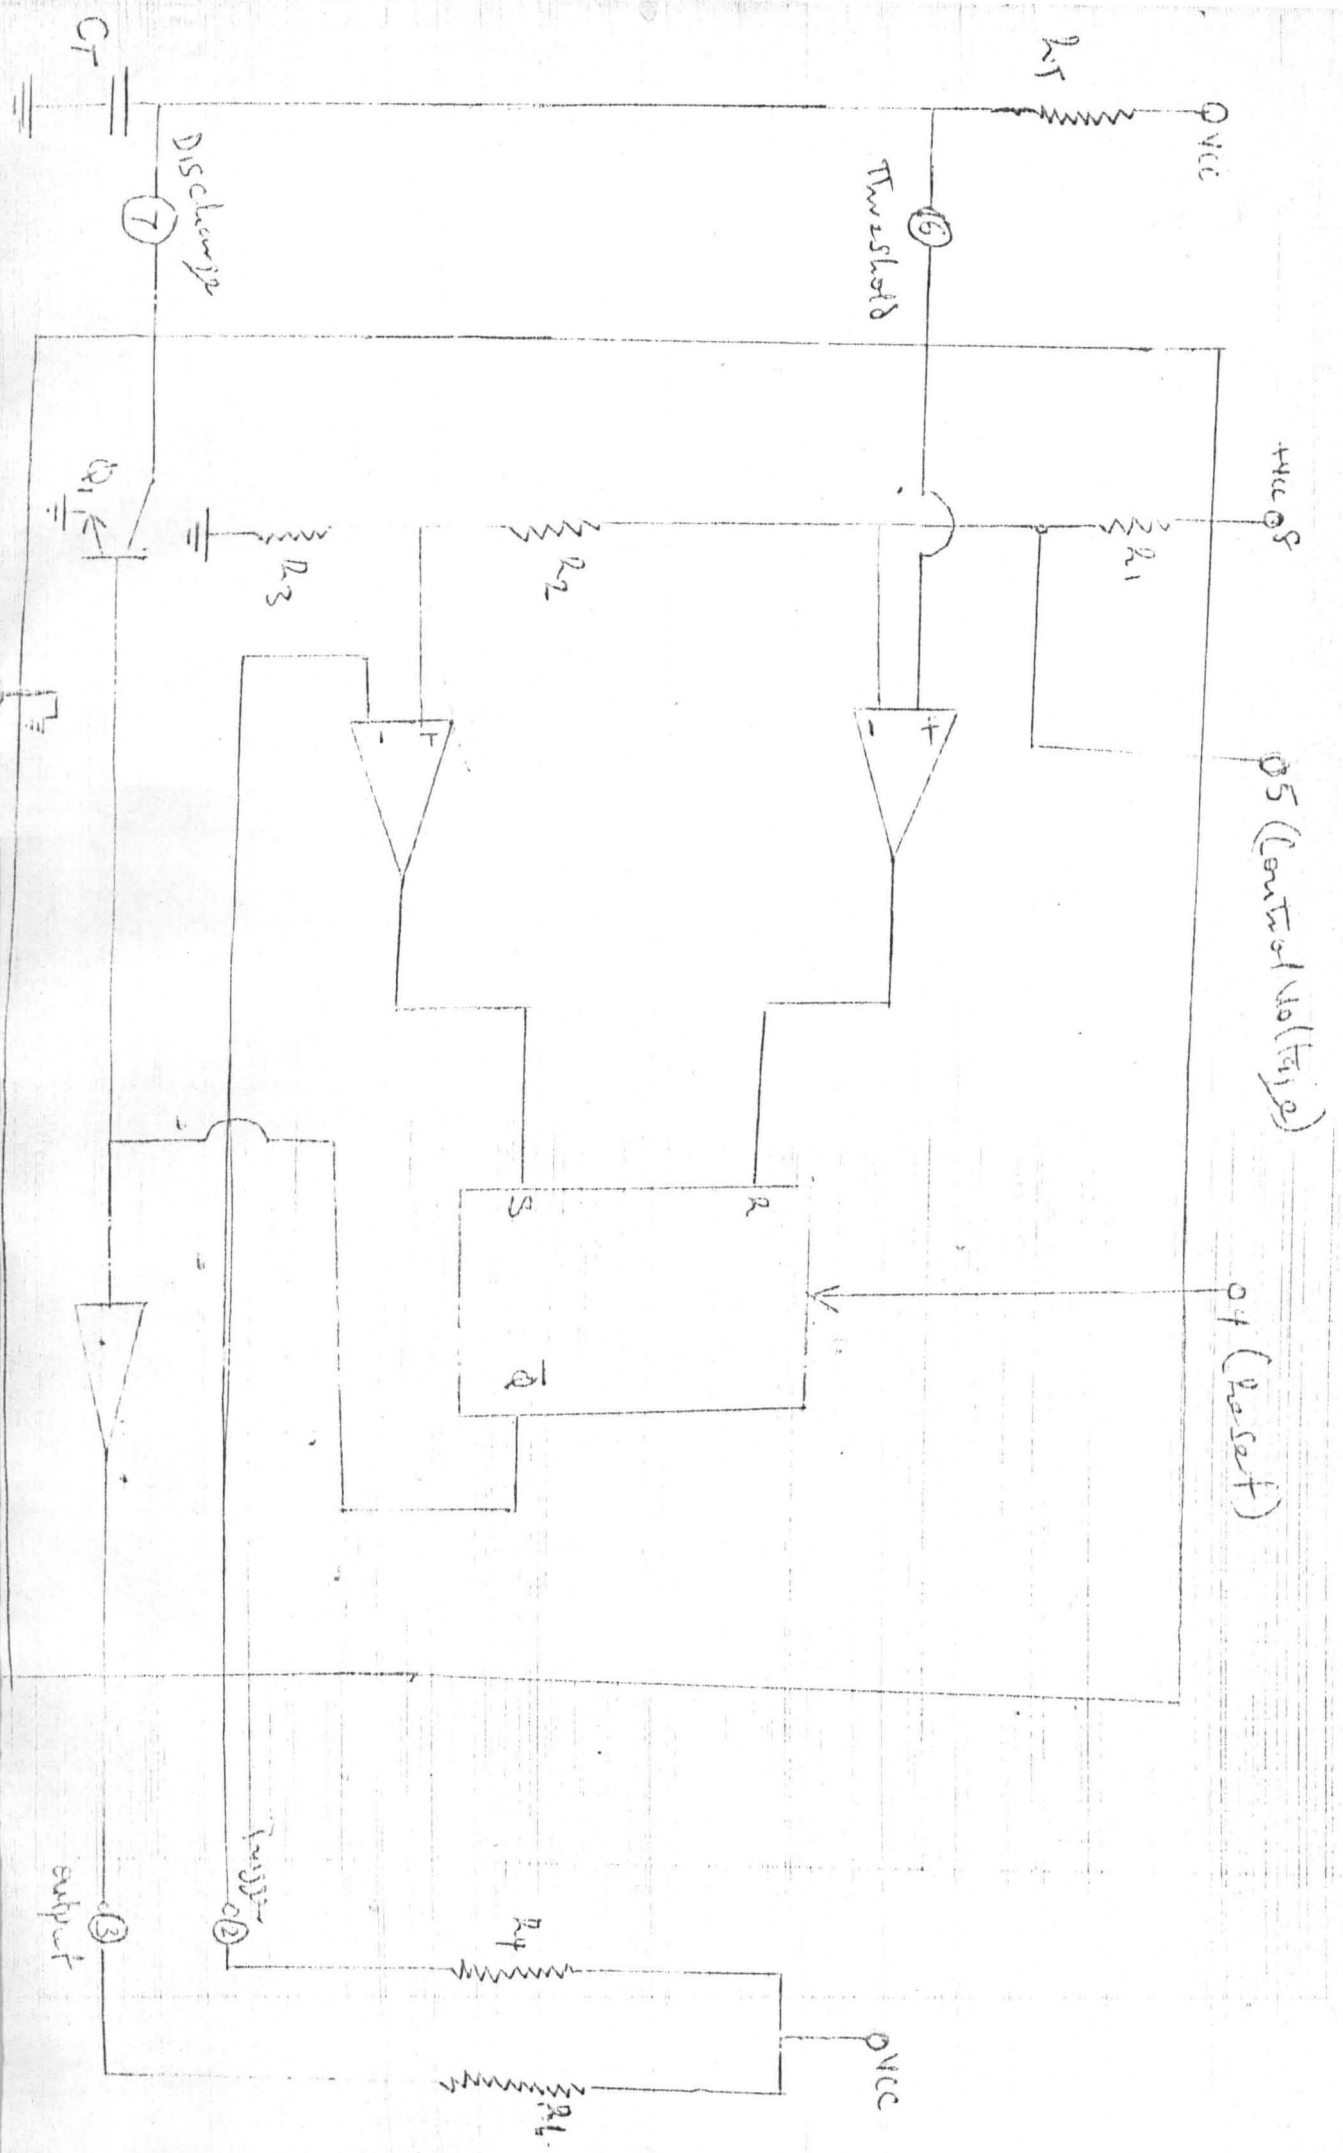 VCC
RT
CT
Threshold
6
Discharge
7
+Vcc 8
R1
R2
R3
Q1
5 (Control Voltage)
+
-
+
-
4 (Reset)
R
S
Q̅
Trigger
2
output
3
R4
RL
VCC